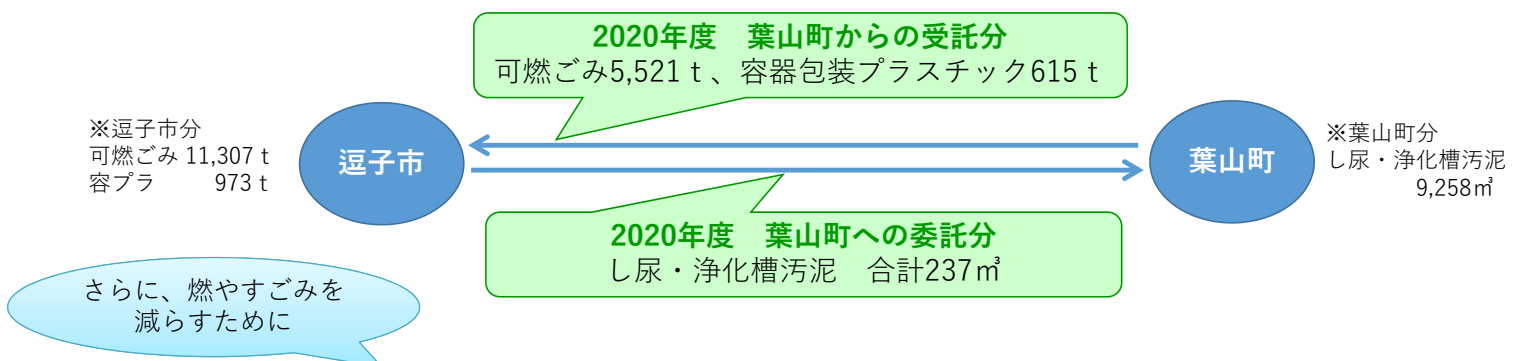 2020年度　葉山町からの受託分
可燃ごみ5,521ｔ、容器包装プラスチック615ｔ
※逗子市分
可燃ごみ 11,307ｔ
容プラ　　973ｔ
逗子市
葉山町
※葉山町分
し尿・浄化槽汚泥
9,258㎥
2020年度　葉山町への委託分
し尿・浄化槽汚泥　合計237㎥
さらに、燃やすごみを
減らすために